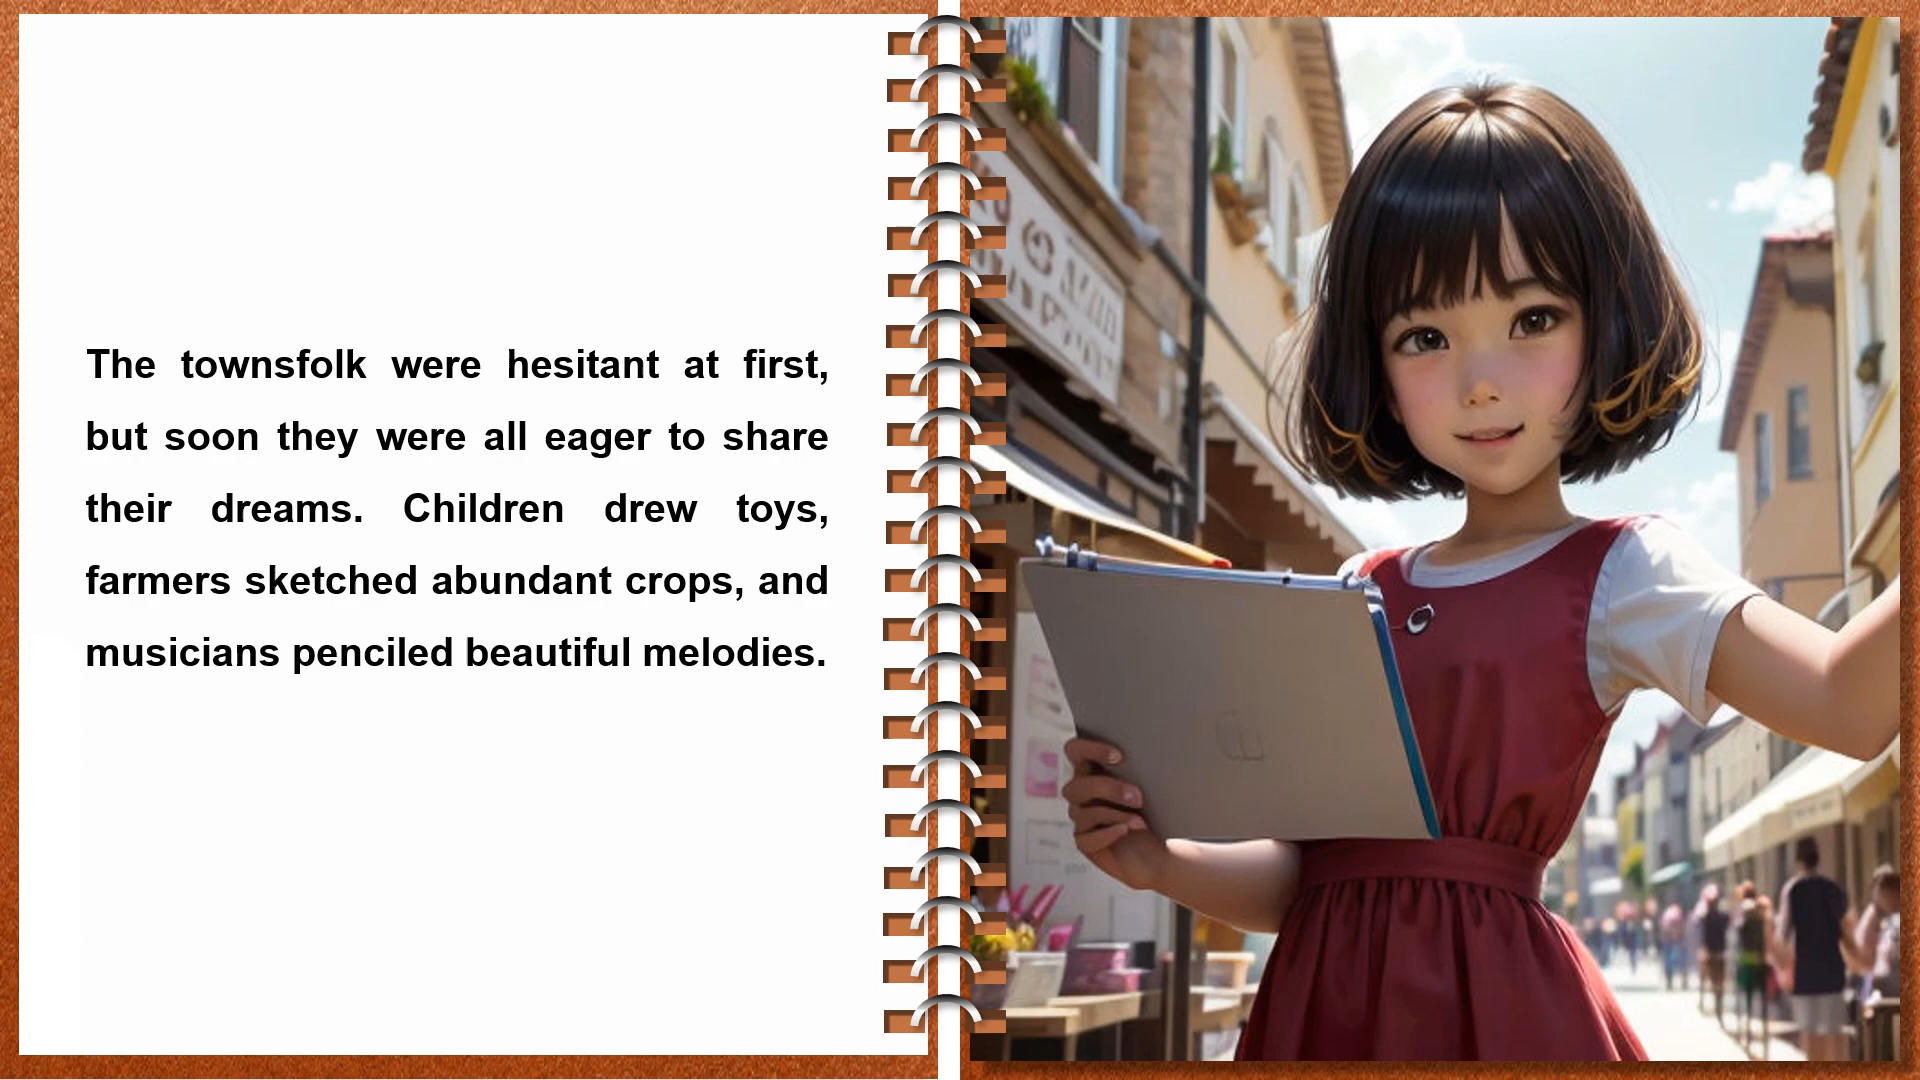 The townsfolk were hesitant at first,
but soon they were all eager to share
their dreams. Children drew toys,
farmers sketched abundant crops, and
musicians penciled beautiful melodies.